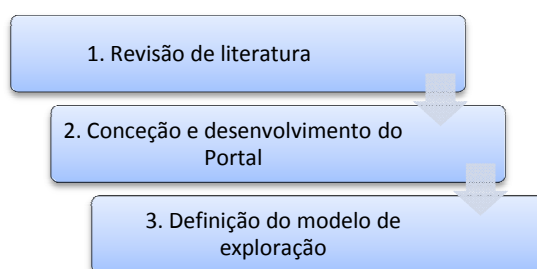 1. Revisão de literatura
2. Conceção e desenvolvimento do
Portal
3. Definição do modelo de
exploração